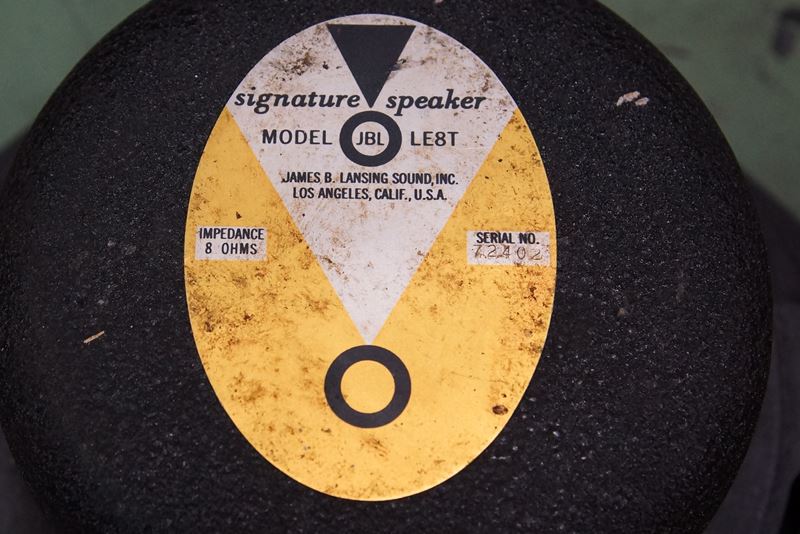 signature speaker
MODEL JBL LE8T
JAMES B. LANSING SOUND, INC.
LOS ANGELES, CALIF., U.S.A.
IMPEDANCE
8 OHMS
SERIAL NO.
72402